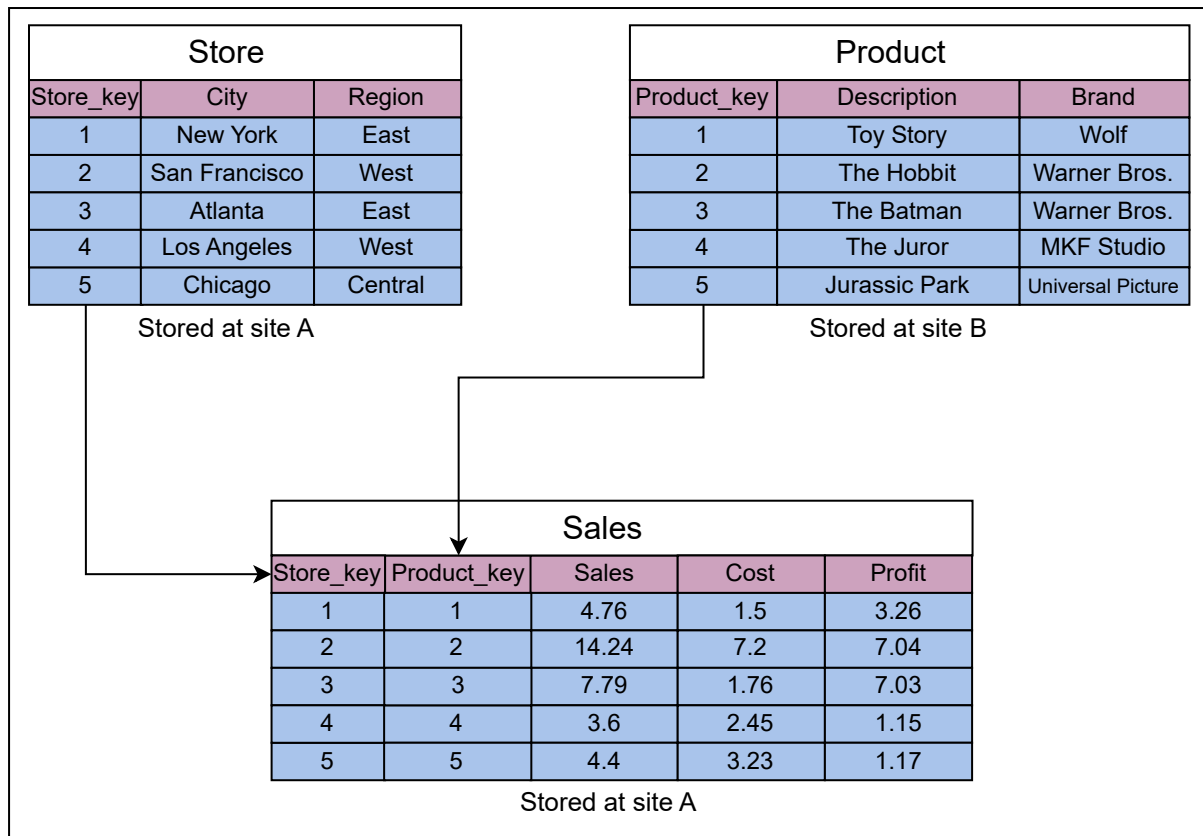 Store
Store_key City Region
1 New York East
2 San Francisco West
3 Atlanta East
4 Los Angeles West
5 Chicago Central
Stored at site A
Product
Product_key Description Brand
1 Toy Story Wolf
2 The Hobbit Warner Bros.
3 The Batman Warner Bros.
4 The Juror MKF Studio
5 Jurassic Park Universal Picture
Stored at site B
Sales
Store_key Product_key Sales Cost Profit
1 1 4.76 1.5 3.26
2 2 14.24 7.2 7.04
3 3 7.79 1.76 7.03
4 4 3.6 2.45 1.15
5 5 4.4 3.23 1.17
Stored at site A